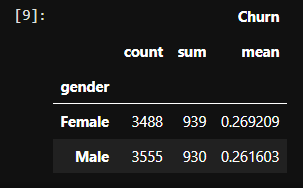 [9]: Churn
count sum mean
gender
Female 3488 939 0.269209
Male 3555 930 0.261603